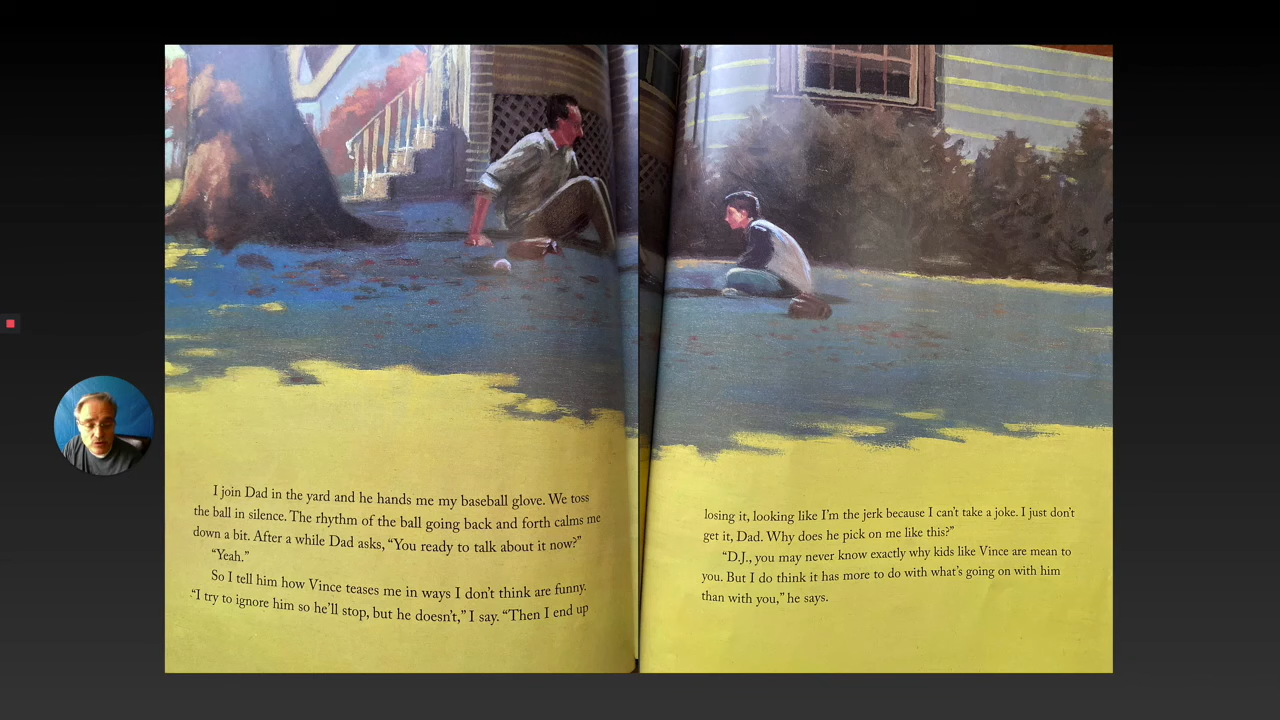 I join Dad in the yard and he hands me my baseball glove. We toss
the ball in silence. The rhythm of the ball going back and forth calms me
down a bit. After a while Dad asks, “You ready to talk about it now?”
“Yeah.”
So I tell him how Vince teases me in ways I don’t think are funny.
“I try to ignore him so he’ll stop, but he doesn’t,” I say. “Then I end up
losing it, looking like I’m the jerk because I can’t take a joke. I just don’t
get it, Dad. Why does he pick on me like this?”
“D.J., you may never know exactly why kids like Vince are mean to
you. But I do think it has more to do with what’s going on with him
than with you,” he says.